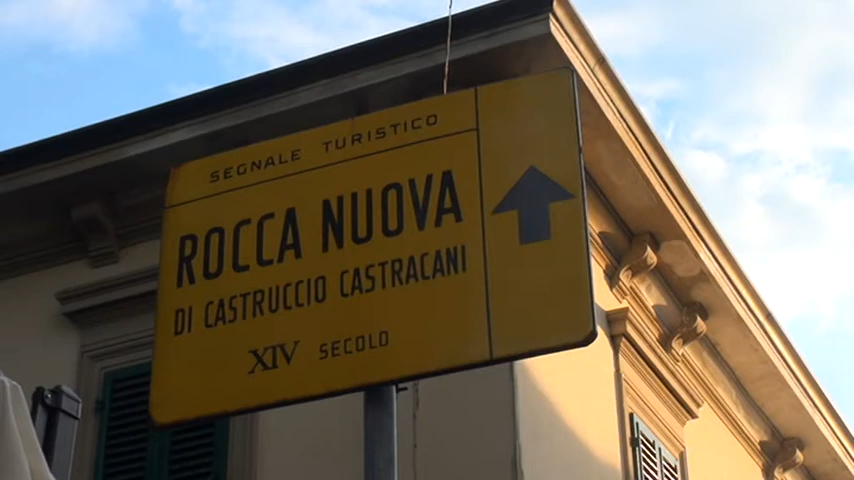 SEGNALE TURISTICO
ROCCA NUOVA
DI CASTRUCCIO CASTRACANI
XIV SECOLO